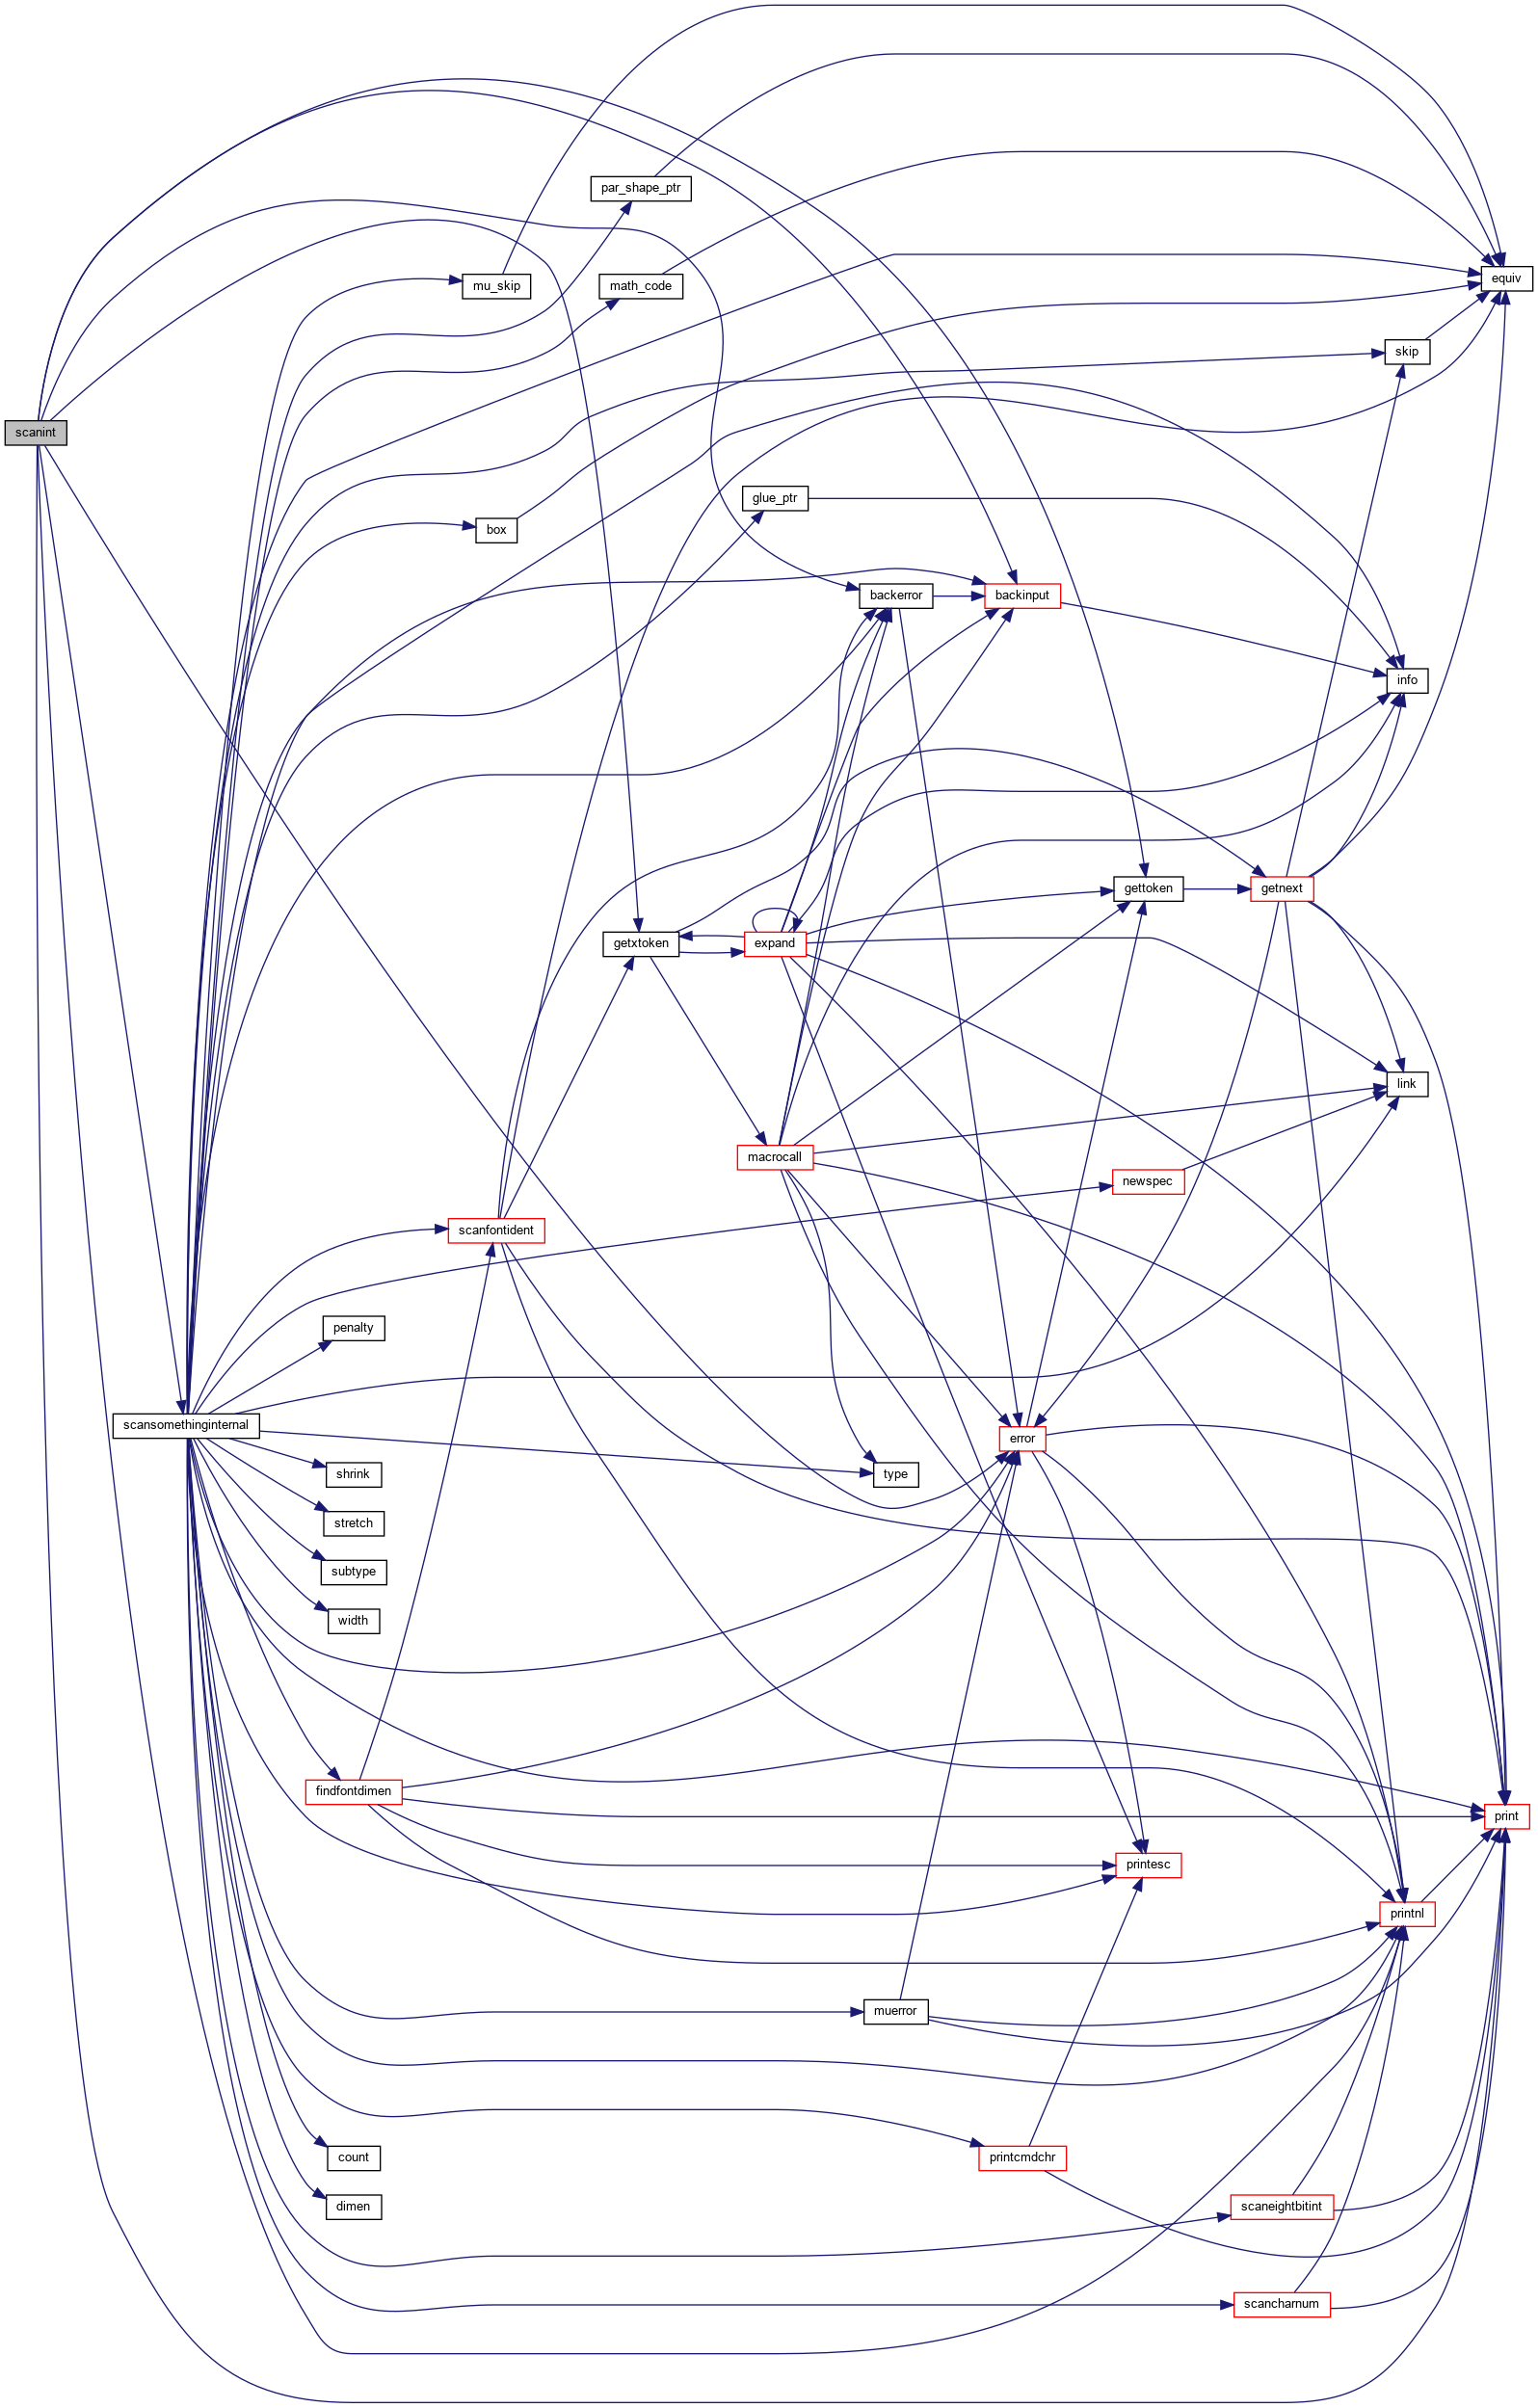 par_shape_ptr
equiv
mu_skip
math_code
skip
scanint
glue_ptr
box
backerror
backinput
info
gettoken
getnext
getxtoken
expand
link
macrocall
newspec
scanfontident
penalty
scansomethinginternal
error
shrink
type
stretch
subtype
width
findfontdimen
print
printesc
printnl
muerror
count
printcmdchr
dimen
scaneightbitint
scancharnum